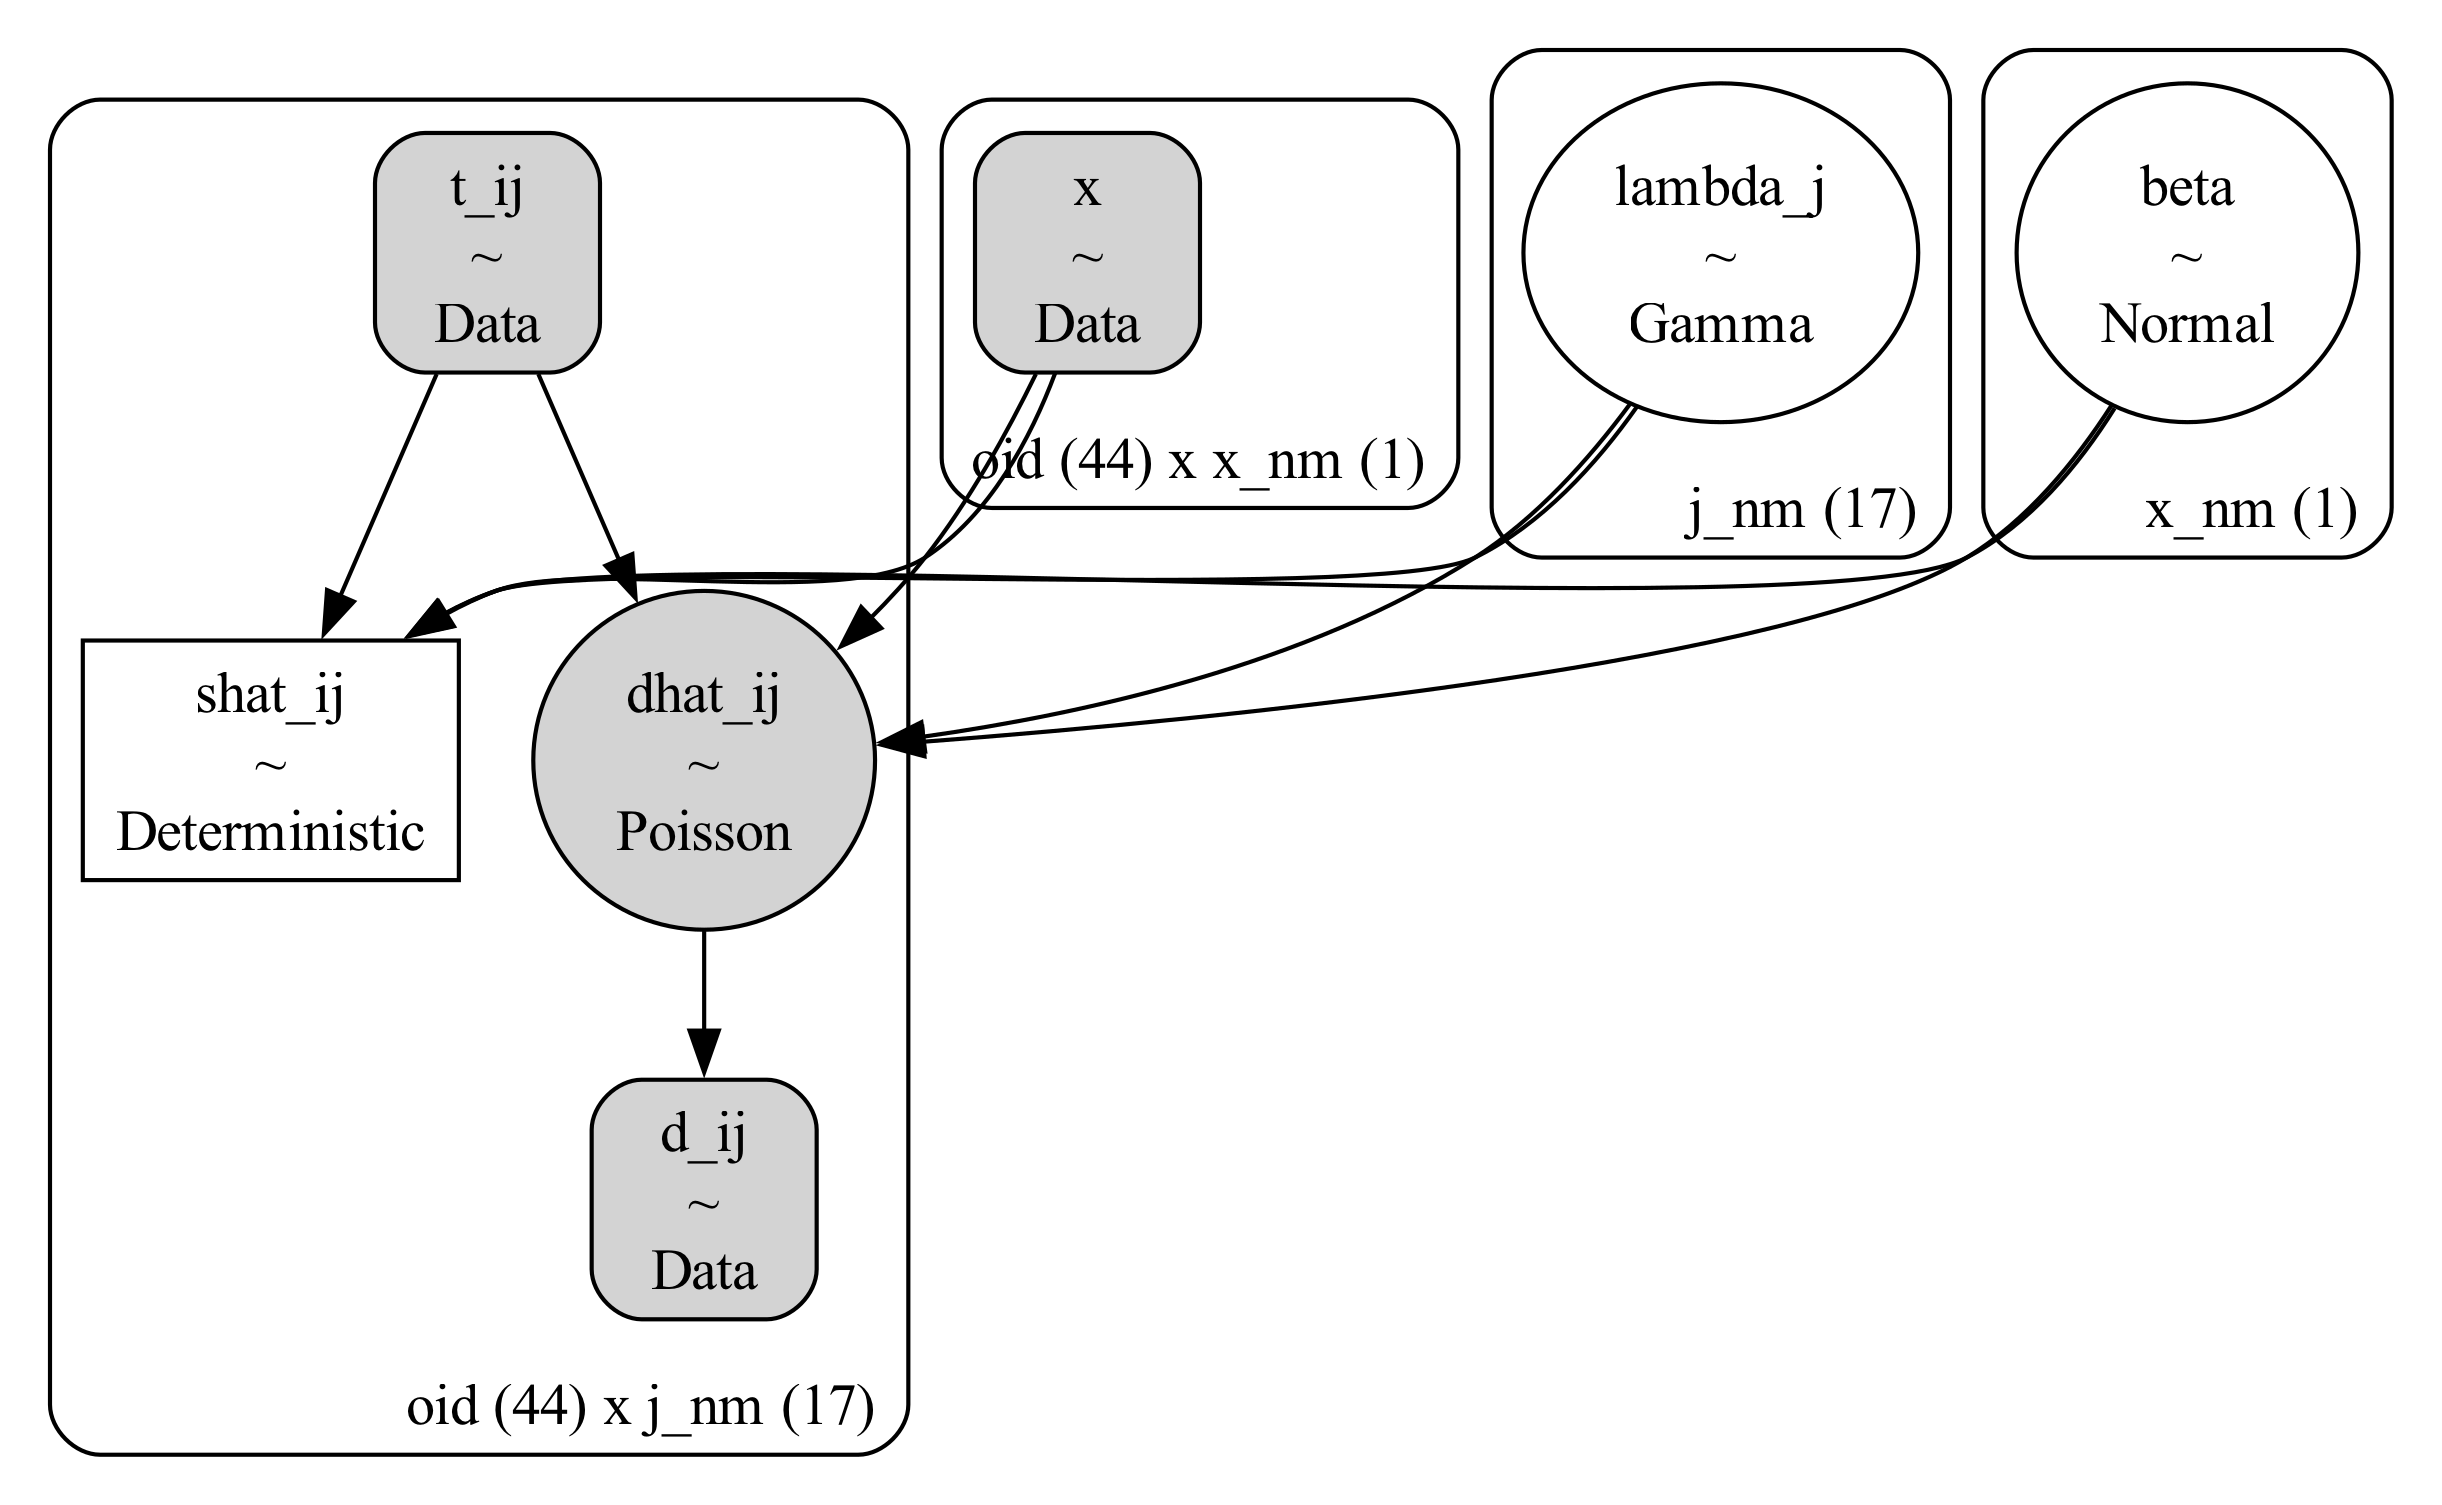 t_ij
~
Data
x
~
Data
oid (44) x x_nm (1)
lambda_j
~
Gamma
j_nm (17)
beta
~
Normal
x_nm (1)
shat_ij
~
Deterministic
dhat_ij
~
Poisson
d_ij
~
Data
oid (44) x j_nm (17)